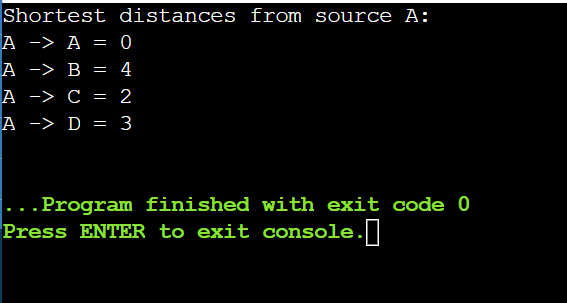 Shortest distances from source A:
A -> A = 0
A -> B = 4
A -> C = 2
A -> D = 3
...Program finished with exit code 0
Press ENTER to exit console.